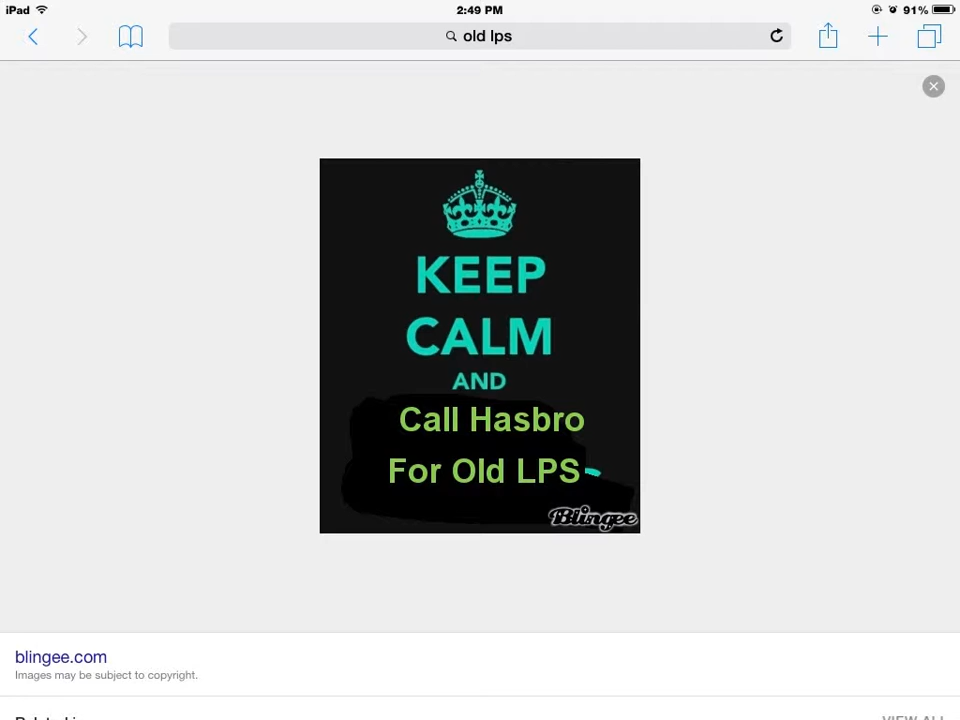 iPad 2:49 PM 91%
old lps
KEEP
CALM
AND
Call Hasbro
For Old LPS
Blingee
blingee.com
Images may be subject to copyright.